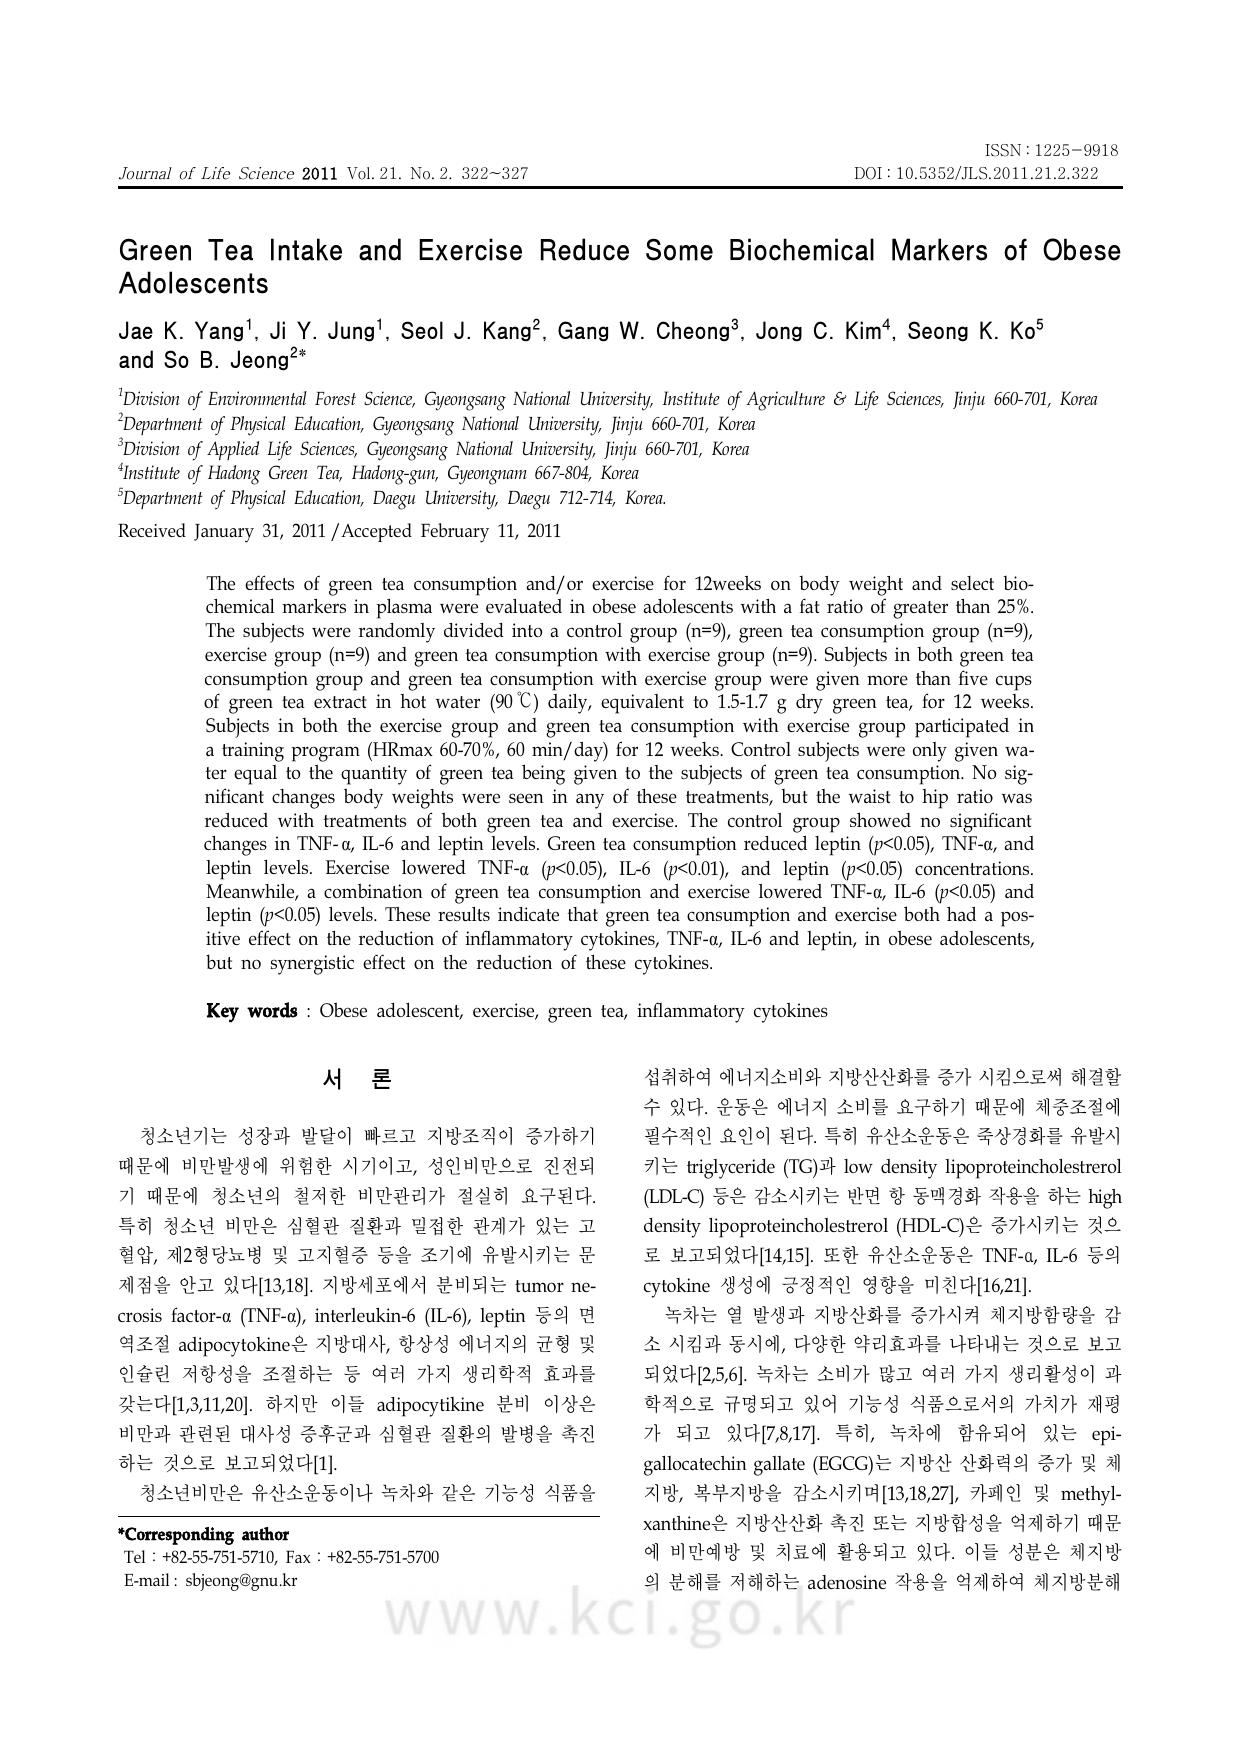 ISSN : 1225-9918
Journal of Life Science 2011 Vol. 21. No. 2. 322~327
DOI : 10.5352/JLS.2011.21.2.322
Green Tea Intake and Exercise Reduce Some Biochemical Markers of Obese
Adolescents
Jae K. Yang1, Ji Y. Jung1, Seol J. Kang2, Gang W. Cheong3, Jong C. Kim4, Seong K. Ko5
and So B. Jeong2*
1Division of Environmental Forest Science, Gyeongsang National University, Institute of Agriculture & Life Sciences, Jinju 660-701, Korea
2Department of Physical Education, Gyeongsang National University, Jinju 660-701, Korea
3Division of Applied Life Sciences, Gyeongsang National University, Jinju 660-701, Korea
4Institute of Hadong Green Tea, Hadong-gun, Gyeongnam 667-804, Korea
5Department of Physical Education, Daegu University, Daegu 712-714, Korea.
Received January 31, 2011 / Accepted February 11, 2011
The effects of green tea consumption and/or exercise for 12weeks on body weight and select bio-
chemical markers in plasma were evaluated in obese adolescents with a fat ratio of greater than 25%.
The subjects were randomly divided into a control group (n=9), green tea consumption group (n=9),
exercise group (n=9) and green tea consumption with exercise group (n=9). Subjects in both green tea
consumption group and green tea consumption with exercise group were given more than five cups
of green tea extract in hot water (90℃) daily, equivalent to 1.5-1.7 g dry green tea, for 12 weeks.
Subjects in both the exercise group and green tea consumption with exercise group participated in
a training program (HRmax 60-70%, 60 min/day) for 12 weeks. Control subjects were only given wa-
ter equal to the quantity of green tea being given to the subjects of green tea consumption. No sig-
nificant changes body weights were seen in any of these treatments, but the waist to hip ratio was
reduced with treatments of both green tea and exercise. The control group showed no significant
changes in TNF-α, IL-6 and leptin levels. Green tea consumption reduced leptin (p<0.05), TNF-α, and
leptin levels. Exercise lowered TNF-α (p<0.05), IL-6 (p<0.01), and leptin (p<0.05) concentrations.
Meanwhile, a combination of green tea consumption and exercise lowered TNF-α, IL-6 (p<0.05) and
leptin (p<0.05) levels. These results indicate that green tea consumption and exercise both had a pos-
itive effect on the reduction of inflammatory cytokines, TNF-α, IL-6 and leptin, in obese adolescents,
but no synergistic effect on the reduction of these cytokines.
Key words : Obese adolescent, exercise, green tea, inflammatory cytokines
서 론
청소년기는 성장과 발달이 빠르고 지방조직이 증가하기
때문에 비만발생에 위험한 시기이고, 성인비만으로 진전되
기 때문에 청소년의 철저한 비만관리가 절실히 요구된다.
특히 청소년 비만은 심혈관 질환과 밀접한 관계가 있는 고
혈압, 제2형당뇨병 및 고지혈증 등을 조기에 유발시키는 문
제점을 안고 있다[13,18]. 지방세포에서 분비되는 tumor ne-
crosis factor-α (TNF-α), interleukin-6 (IL-6), leptin 등의 면
역조절 adipocytokine은 지방대사, 항상성 에너지의 균형 및
인슐린 저항성을 조절하는 등 여러 가지 생리학적 효과를
갖는다[1,3,11,20]. 하지만 이들 adipocytikine 분비 이상은
비만과 관련된 대사성 증후군과 심혈관 질환의 발병을 촉진
하는 것으로 보고되었다[1].
청소년비만은 유산소운동이나 녹차와 같은 기능성 식품을
*Corresponding author
Tel : +82-55-751-5710, Fax : +82-55-751-5700
E-mail : sbjeong@gnu.kr
섭취하여 에너지소비와 지방산산화를 증가 시킴으로써 해결할
수 있다. 운동은 에너지 소비를 요구하기 때문에 체중조절에
필수적인 요인이 된다. 특히 유산소운동은 죽상경화를 유발시
키는 triglyceride (TG)과 low density lipoproteincholestrerol
(LDL-C) 등은 감소시키는 반면 항 동맥경화 작용을 하는 high
density lipoproteincholestrerol (HDL-C)은 증가시키는 것으
로 보고되었다[14,15]. 또한 유산소운동은 TNF-α, IL-6 등의
cytokine 생성에 긍정적인 영향을 미친다[16,21].
녹차는 열 발생과 지방산화를 증가시켜 체지방함량을 감
소 시킴과 동시에, 다양한 약리효과를 나타내는 것으로 보고
되었다[2,5,6]. 녹차는 소비가 많고 여러 가지 생리활성이 과
학적으로 규명되고 있어 기능성 식품으로서의 가치가 재평
가 되고 있다[7,8,17]. 특히, 녹차에 함유되어 있는 epi-
gallocatechin gallate (EGCG)는 지방산 산화력의 증가 및 체
지방, 복부지방을 감소시키며[13,18,27], 카페인 및 methyl-
xanthine은 지방산산화 촉진 또는 지방합성을 억제하기 때문
에 비만예방 및 치료에 활용되고 있다. 이들 성분은 체지방
의 분해를 저해하는 adenosine 작용을 억제하여 체지방분해
www.kci.go.kr